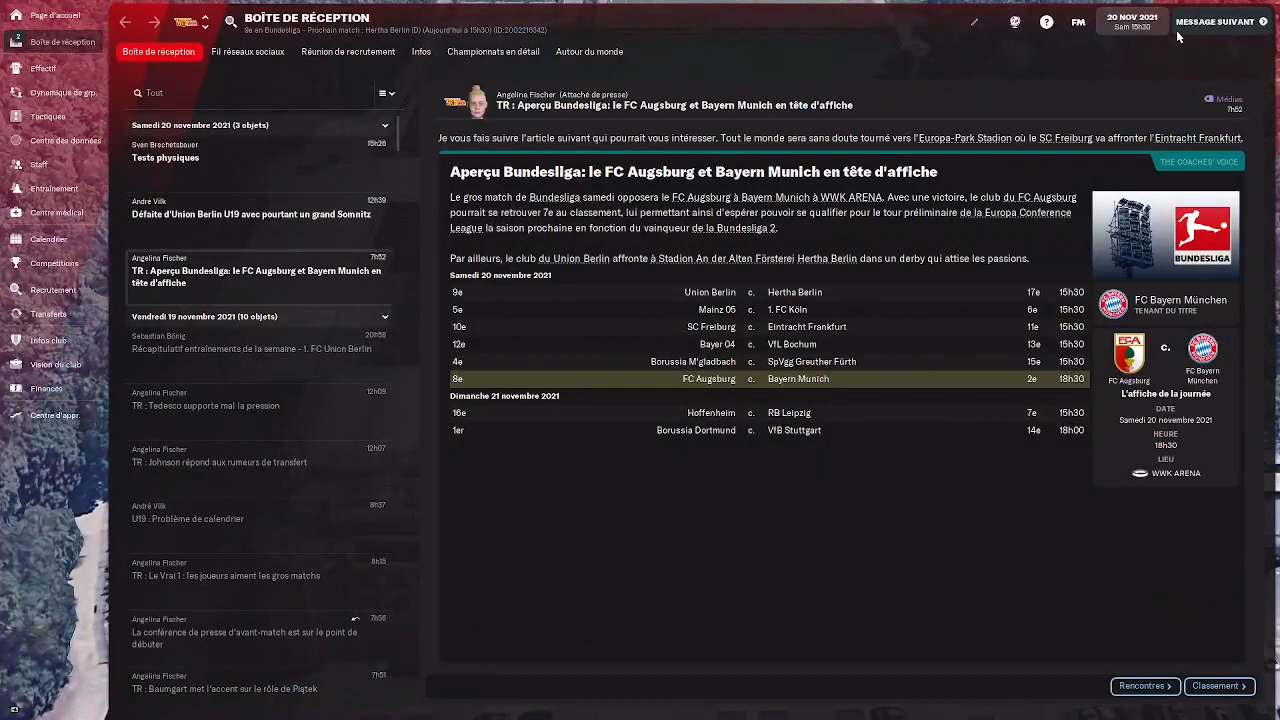 Page d'accueil
2
Boîte de réception
Effectif
Dynamique de grp.
Tactiques
Centre des données
Staff
Entraînement
Centre médical
Calendrier
Compétitions
Recrutement
Transferts
Infos club
Vision du club
Finances
Centre d'appr.
BOÎTE DE RÉCEPTION
9e en Bundesliga - Prochain match : Hertha Berlin (D) (Aujourd'hui à 15h30) (ID:2002216342)
FM
20 NOV 2021
Sam 15h30
MESSAGE SUIVANT
Boîte de réception
Fil réseaux sociaux
Réunion de recrutement
Infos
Championnats en détail
Autour du monde
Tout
Samedi 20 novembre 2021 (3 objets)
Sven Brechetsbauer 15h26
Tests physiques
André Vilk 12h39
Défaite d'Union Berlin U19 avec pourtant un grand Somnitz
Angelina Fischer 7h52
TR : Aperçu Bundesliga: le FC Augsburg et Bayern Munich en
tête d'affiche
Vendredi 19 novembre 2021 (10 objets)
Sebastian Bönig 20h58
Récapitulatif entraînements de la semaine - 1. FC Union Berlin
Angelina Fischer 12h09
TR : Tedesco supporte mal la pression
Angelina Fischer 12h07
TR : Johnson répond aux rumeurs de transfert
André Vilk 8h37
U19 : Problème de calendrier
Angelina Fischer 8h15
TR : Le Vrai 1 : les joueurs aiment les gros matchs
Angelina Fischer 7h56
La conférence de presse d'avant-match est sur le point de
débuter
Angelina Fischer 7h51
TR : Baumgart met l'accent sur le rôle de Piątek
Angelina Fischer (Attaché de presse)
TR : Aperçu Bundesliga: le FC Augsburg et Bayern Munich en tête d'affiche
Médias
7h52
Je vous fais suivre l'article suivant qui pourrait vous intéresser. Tout le monde sera sans doute tourné vers l'Europa-Park Stadion où le SC Freiburg va affronter l'Eintracht Frankfurt.
THE COACHES' VOICE
Aperçu Bundesliga: le FC Augsburg et Bayern Munich en tête d'affiche
Le gros match de Bundesliga samedi opposera le FC Augsburg à Bayern Munich à WWK ARENA. Avec une victoire, le club du FC Augsburg
pourrait se retrouver 7e au classement, lui permettant ainsi d'espérer pouvoir se qualifier pour le tour préliminaire de la Europa Conference
League la saison prochaine en fonction du vainqueur de la Bundesliga 2.
Par ailleurs, le club du Union Berlin affronte à Stadion An der Alten Försterei Hertha Berlin dans un derby qui attise les passions.
Samedi 20 novembre 2021
9e Union Berlin c. Hertha Berlin 17e 15h30
5e Mainz 05 c. 1. FC Köln 6e 15h30
10e SC Freiburg c. Eintracht Frankfurt 11e 15h30
12e Bayer 04 c. VfL Bochum 13e 15h30
4e Borussia M'gladbach c. SpVgg Greuther Fürth 15e 15h30
8e FC Augsburg c. Bayern Munich 2e 18h30
Dimanche 21 novembre 2021
16e Hoffenheim c. RB Leipzig 7e 15h30
1er Borussia Dortmund c. VfB Stuttgart 14e 18h00
BUNDESLIGA
FC Bayern München
TENANT DU TITRE
FCA
c.
FC Augsburg
FC Bayern
München
L'affiche de la journée
DATE
Samedi 20 novembre 2021
HEURE
18h30
LIEU
WWK ARENA
Rencontres
Classement